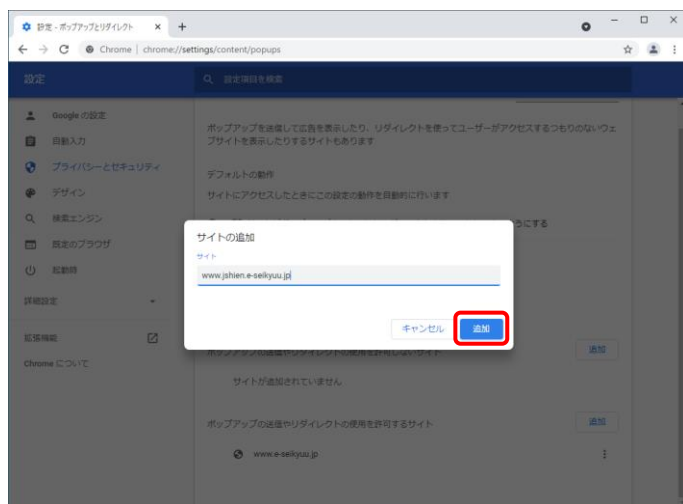 設定 - ポップアップとリダイレクト
Chrome | chrome://settings/content/popups
設定
設定項目を検索
Google の設定
自動入力
プライバシーとセキュリティ
デザイン
検索エンジン
既定のブラウザ
起動時
詳細設定
拡張機能
Chrome について
ポップアップを送信して広告を表示したり、リダイレクトを使ってユーザーがアクセスするつもりのないウェ
ブサイトを表示したりするサイトもあります
デフォルトの動作
サイトにアクセスしたときにこの設定の動作を自動的に行います
うにする
サイトの追加
サイト
www.jshien.e-seikyuu.jp
キャンセル
追加
ポップアップの送信やリダイレクトの使用を許可しないサイト
追加
サイトが追加されていません
ポップアップの送信やリダイレクトの使用を許可するサイト
追加
www.e-seikyuu.jp